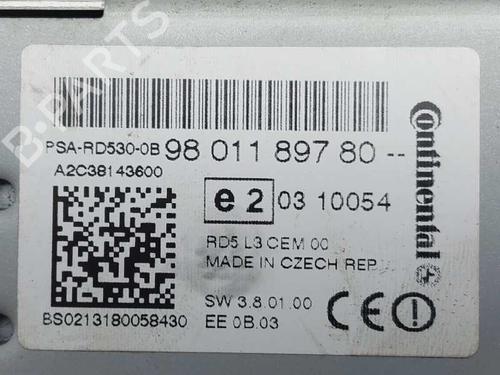 PSA-RD530-0B 98 011 897 80 --
A2C38143600
e2 03 10054
RD5 L3 CEM 00
MADE IN CZECH REP
SW 3.8.01.00
BS0213180058430 EE 0B.03
CE
Continental
B-PARTS